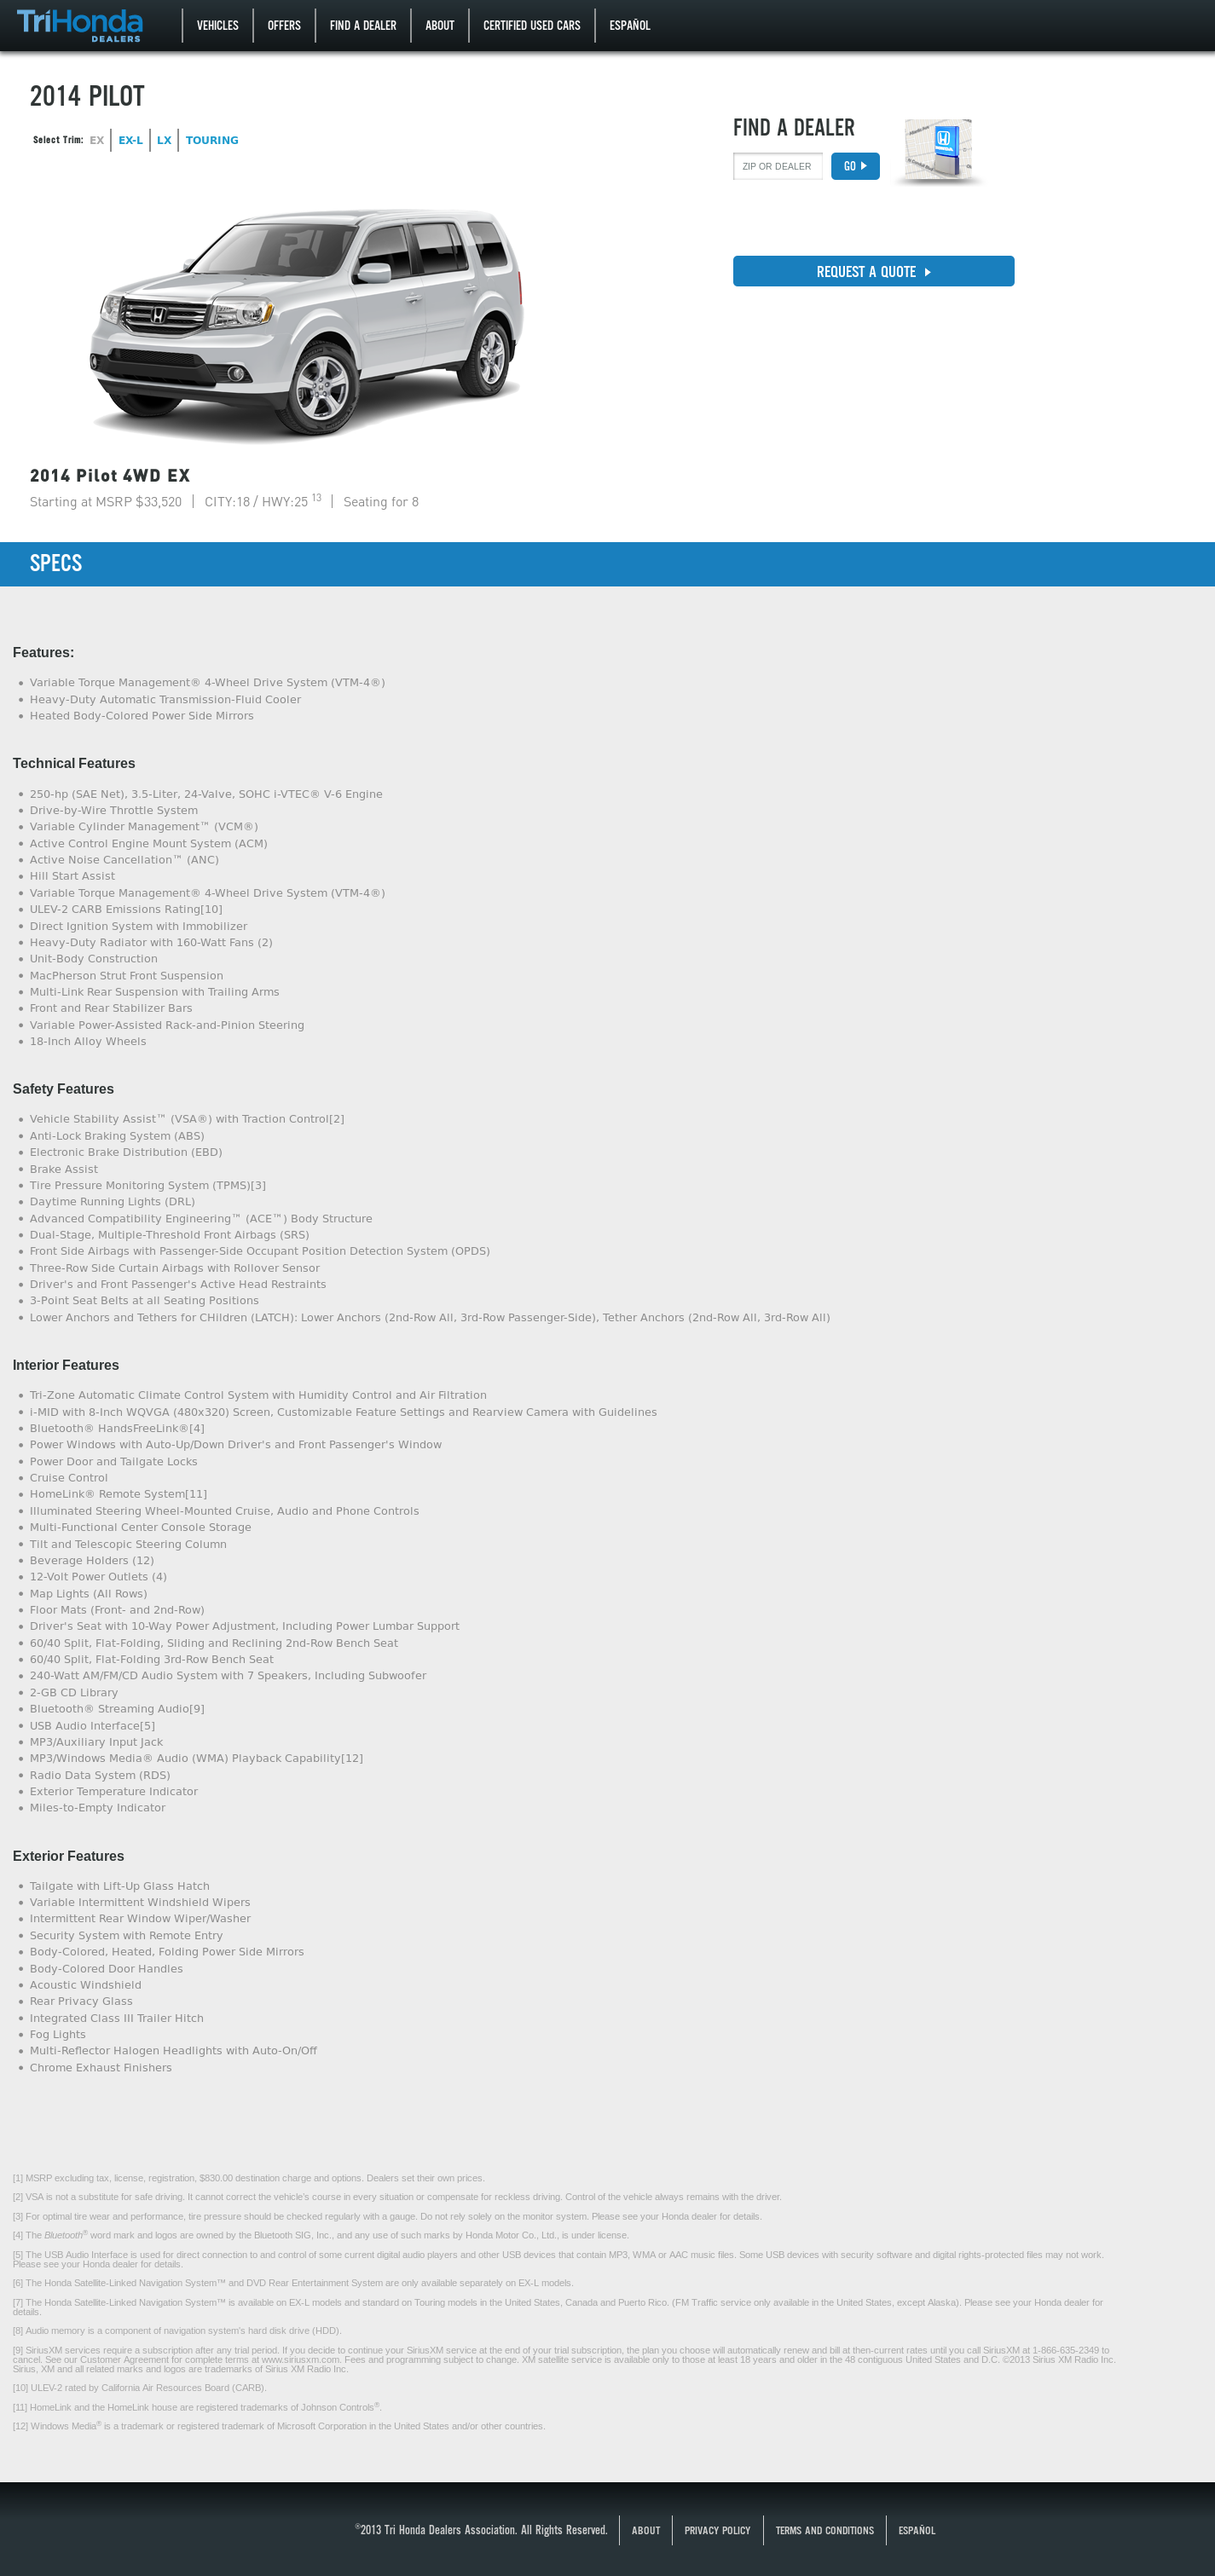 TriHonda
DEALERS
VEHICLES
OFFERS
FIND A DEALER
ABOUT
CERTIFIED USED CARS
ESPAÑOL
2014 PILOT
Select Trim: EX EX-L LX TOURING
FIND A DEALER
ZIP OR DEALER
GO
REQUEST A QUOTE
2014 Pilot 4WD EX
Starting at MSRP $33,520 | CITY:18 / HWY:25 13 | Seating for 8
SPECS
Features:
Variable Torque Management® 4-Wheel Drive System (VTM-4®)
Heavy-Duty Automatic Transmission-Fluid Cooler
Heated Body-Colored Power Side Mirrors
Technical Features
250-hp (SAE Net), 3.5-Liter, 24-Valve, SOHC i-VTEC® V-6 Engine
Drive-by-Wire Throttle System
Variable Cylinder Management™ (VCM®)
Active Control Engine Mount System (ACM)
Active Noise Cancellation™ (ANC)
Hill Start Assist
Variable Torque Management® 4-Wheel Drive System (VTM-4®)
ULEV-2 CARB Emissions Rating[10]
Direct Ignition System with Immobilizer
Heavy-Duty Radiator with 160-Watt Fans (2)
Unit-Body Construction
MacPherson Strut Front Suspension
Multi-Link Rear Suspension with Trailing Arms
Front and Rear Stabilizer Bars
Variable Power-Assisted Rack-and-Pinion Steering
18-Inch Alloy Wheels
Safety Features
Vehicle Stability Assist™ (VSA®) with Traction Control[2]
Anti-Lock Braking System (ABS)
Electronic Brake Distribution (EBD)
Brake Assist
Tire Pressure Monitoring System (TPMS)[3]
Daytime Running Lights (DRL)
Advanced Compatibility Engineering™ (ACE™) Body Structure
Dual-Stage, Multiple-Threshold Front Airbags (SRS)
Front Side Airbags with Passenger-Side Occupant Position Detection System (OPDS)
Three-Row Side Curtain Airbags with Rollover Sensor
Driver's and Front Passenger's Active Head Restraints
3-Point Seat Belts at all Seating Positions
Lower Anchors and Tethers for CHildren (LATCH): Lower Anchors (2nd-Row All, 3rd-Row Passenger-Side), Tether Anchors (2nd-Row All, 3rd-Row All)
Interior Features
Tri-Zone Automatic Climate Control System with Humidity Control and Air Filtration
i-MID with 8-Inch WQVGA (480x320) Screen, Customizable Feature Settings and Rearview Camera with Guidelines
Bluetooth® HandsFreeLink®[4]
Power Windows with Auto-Up/Down Driver's and Front Passenger's Window
Power Door and Tailgate Locks
Cruise Control
HomeLink® Remote System[11]
Illuminated Steering Wheel-Mounted Cruise, Audio and Phone Controls
Multi-Functional Center Console Storage
Tilt and Telescopic Steering Column
Beverage Holders (12)
12-Volt Power Outlets (4)
Map Lights (All Rows)
Floor Mats (Front- and 2nd-Row)
Driver's Seat with 10-Way Power Adjustment, Including Power Lumbar Support
60/40 Split, Flat-Folding, Sliding and Reclining 2nd-Row Bench Seat
60/40 Split, Flat-Folding 3rd-Row Bench Seat
240-Watt AM/FM/CD Audio System with 7 Speakers, Including Subwoofer
2-GB CD Library
Bluetooth® Streaming Audio[9]
USB Audio Interface[5]
MP3/Auxiliary Input Jack
MP3/Windows Media® Audio (WMA) Playback Capability[12]
Radio Data System (RDS)
Exterior Temperature Indicator
Miles-to-Empty Indicator
Exterior Features
Tailgate with Lift-Up Glass Hatch
Variable Intermittent Windshield Wipers
Intermittent Rear Window Wiper/Washer
Security System with Remote Entry
Body-Colored, Heated, Folding Power Side Mirrors
Body-Colored Door Handles
Acoustic Windshield
Rear Privacy Glass
Integrated Class III Trailer Hitch
Fog Lights
Multi-Reflector Halogen Headlights with Auto-On/Off
Chrome Exhaust Finishers
[1] MSRP excluding tax, license, registration, $830.00 destination charge and options. Dealers set their own prices.
[2] VSA is not a substitute for safe driving. It cannot correct the vehicle's course in every situation or compensate for reckless driving. Control of the vehicle always remains with the driver.
[3] For optimal tire wear and performance, tire pressure should be checked regularly with a gauge. Do not rely solely on the monitor system. Please see your Honda dealer for details.
[4] The Bluetooth® word mark and logos are owned by the Bluetooth SIG, Inc., and any use of such marks by Honda Motor Co., Ltd., is under license.
[5] The USB Audio Interface is used for direct connection to and control of some current digital audio players and other USB devices that contain MP3, WMA or AAC music files. Some USB devices with security software and digital rights-protected files may not work.
Please see your Honda dealer for details.
[6] The Honda Satellite-Linked Navigation System™ and DVD Rear Entertainment System are only available separately on EX-L models.
[7] The Honda Satellite-Linked Navigation System™ is available on EX-L models and standard on Touring models in the United States, Canada and Puerto Rico. (FM Traffic service only available in the United States, except Alaska). Please see your Honda dealer for
details.
[8] Audio memory is a component of navigation system's hard disk drive (HDD).
[9] SiriusXM services require a subscription after any trial period. If you decide to continue your SiriusXM service at the end of your trial subscription, the plan you choose will automatically renew and bill at then-current rates until you call SiriusXM at 1-866-635-2349 to
cancel. See our Customer Agreement for complete terms at www.siriusxm.com. Fees and programming subject to change. XM satellite service is available only to those at least 18 years and older in the 48 contiguous United States and D.C. ©2013 Sirius XM Radio Inc.
Sirius, XM and all related marks and logos are trademarks of Sirius XM Radio Inc.
[10] ULEV-2 rated by California Air Resources Board (CARB).
[11] HomeLink and the HomeLink house are registered trademarks of Johnson Controls®.
[12] Windows Media® is a trademark or registered trademark of Microsoft Corporation in the United States and/or other countries.
®2013 Tri Honda Dealers Association. All Rights Reserved.
ABOUT
PRIVACY POLICY
TERMS AND CONDITIONS
ESPAÑOL